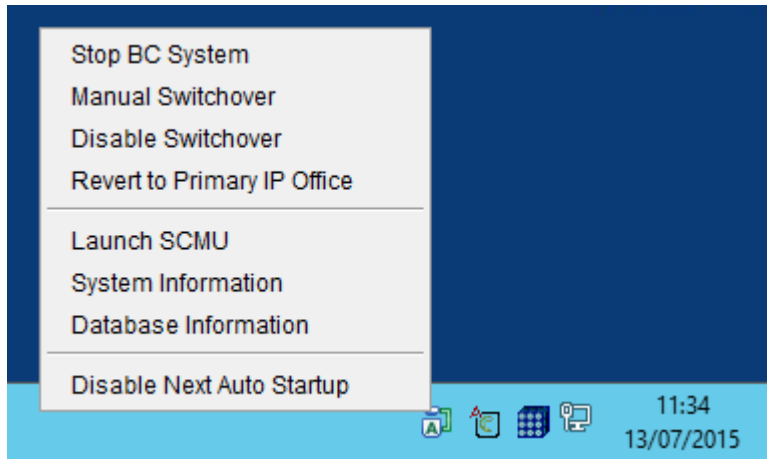 Stop BC System
Manual Switchover
Disable Switchover
Revert to Primary IP Office
Launch SCMU
System Information
Database Information
Disable Next Auto Startup
A
11:34
13/07/2015